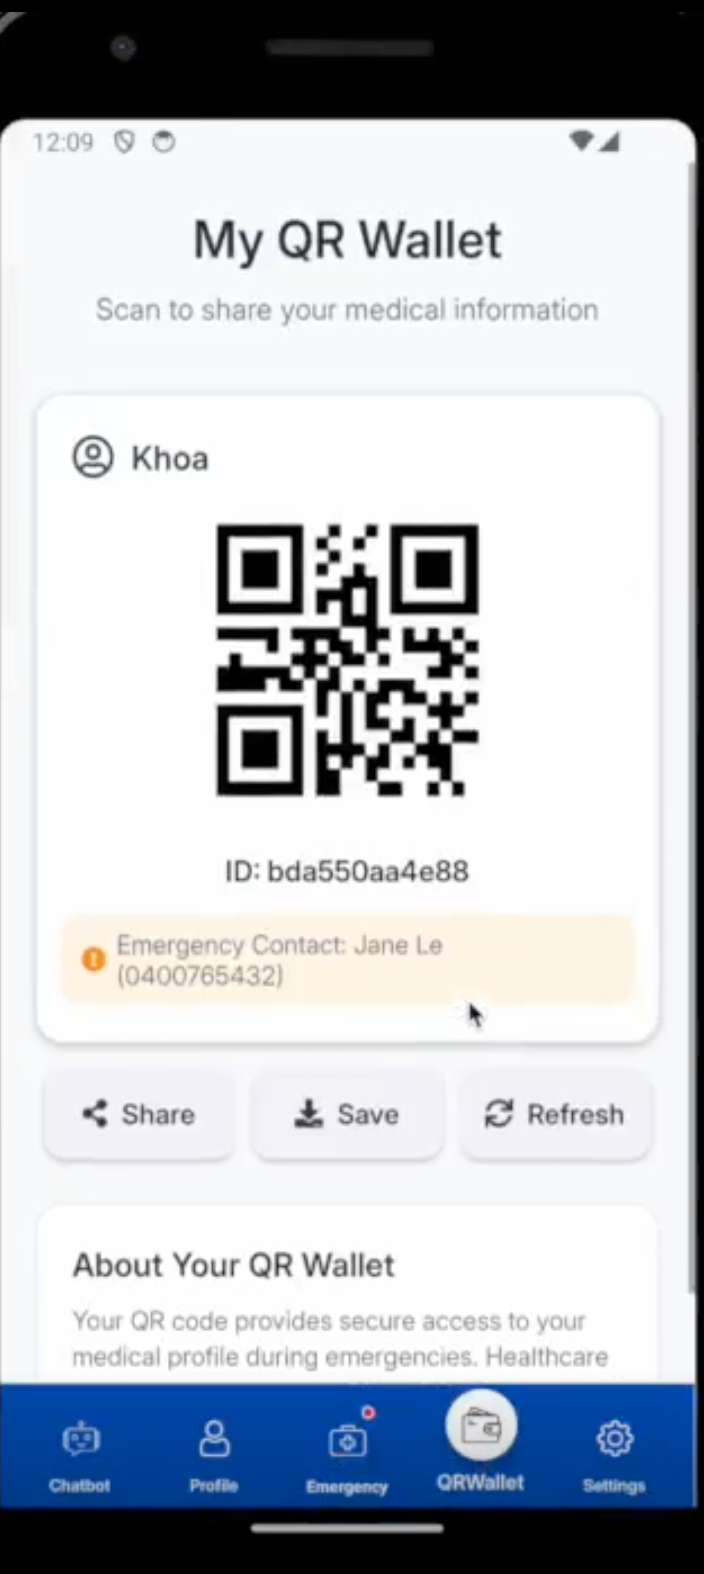 12:09
My QR Wallet
Scan to share your medical information
Khoa
ID: bda550aa4e88
Emergency Contact: Jane Le
(0400765432)
Share
Save
Refresh
About Your QR Wallet
Your QR code provides secure access to your
medical profile during emergencies. Healthcare
Chatbot
Profile
Emergency
QRWallet
Settings